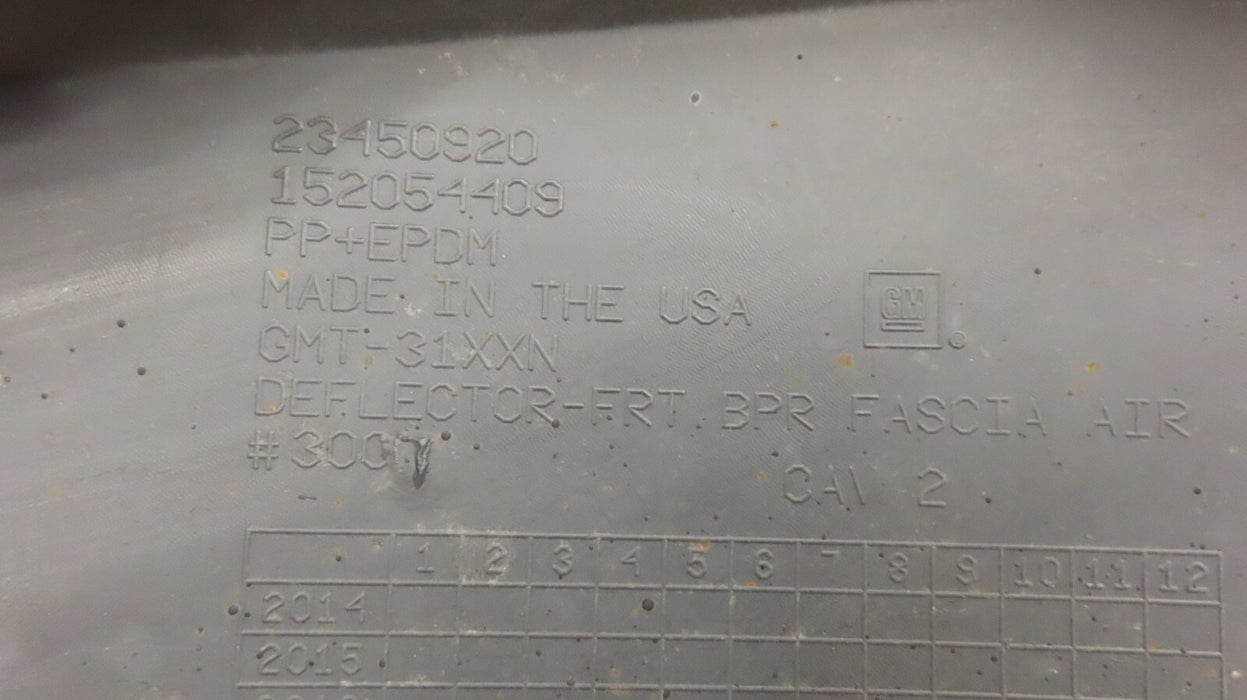 23450920
152054409
PP+EPDM
MADE IN THE USA
GM
GMT-31XXN
DEFLECTOR-FRT BPR FASCIA AIR
CAV 2
1 2 3 4 5 6 7 8 9 10 11 12
2014
2015